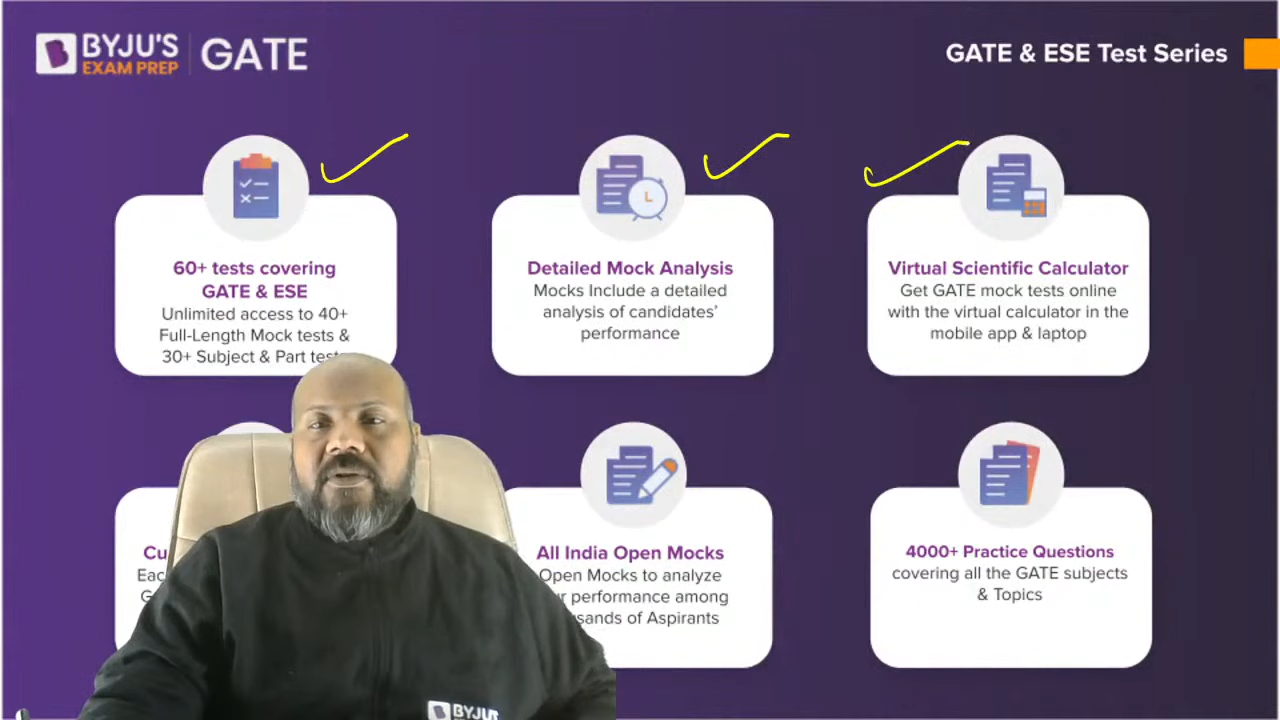 BYJU'S
EXAM PREP
GATE
GATE & ESE Test Series
60+ tests covering
GATE & ESE
Unlimited access to 40+
Full-Length Mock tests &
30+ Subject & Part
Detailed Mock Analysis
Mocks Include a detailed
analysis of candidates'
performance
Virtual Scientific Calculator
Get GATE mock tests online
with the virtual calculator in the
mobile app & laptop
All India Open Mocks
Open Mocks to analyze
performance among
of Aspirants
4000+ Practice Questions
covering all the GATE subjects
& Topics
BYJU'S